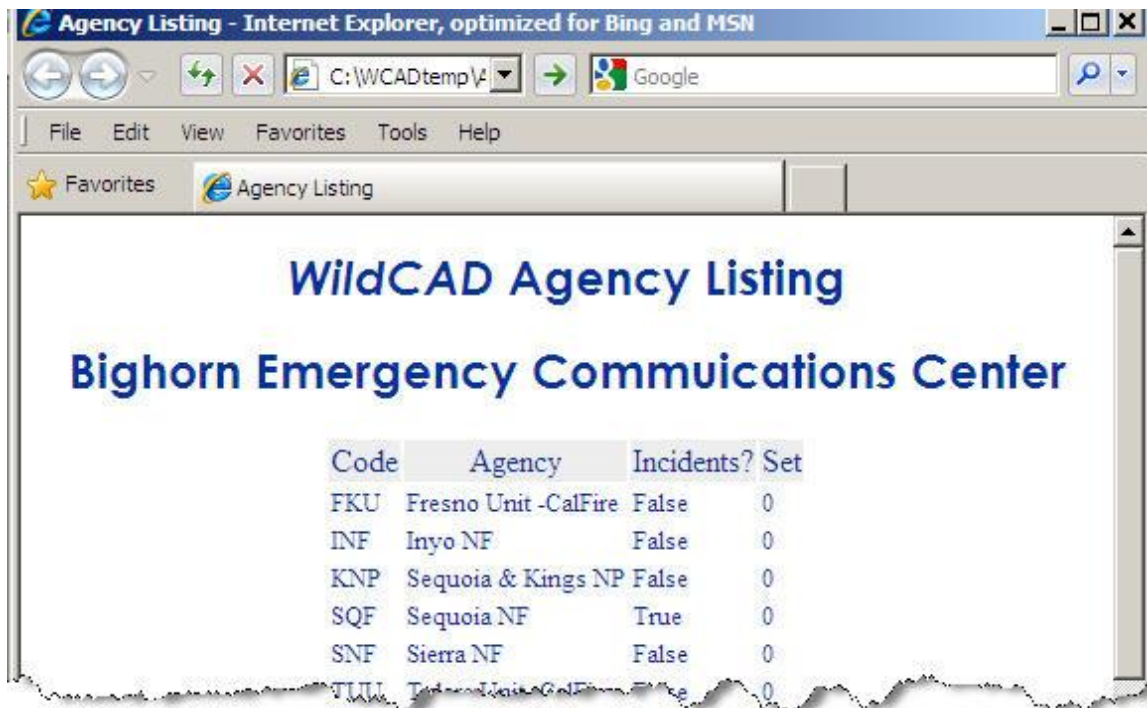 Agency Listing - Internet Explorer, optimized for Bing and MSN
C:\WCADtemp\A
Google
File Edit View Favorites Tools Help
Favorites
Agency Listing
WildCAD Agency Listing
Bighorn Emergency Commuications Center
Code Agency Incidents? Set
FKU Fresno Unit -CalFire False 0
INF Inyo NF False 0
KNP Sequoia & Kings NP False 0
SQF Sequoia NF True 0
SNF Sierra NF False 0
TUU 0